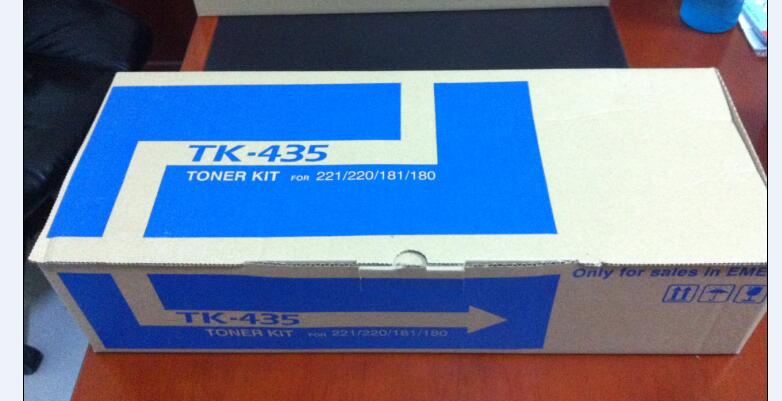 TK-435
TONER KIT FOR 221/220/181/180
Only for sales in EME
TK-435
TONER KIT FOR 221/220/181/180